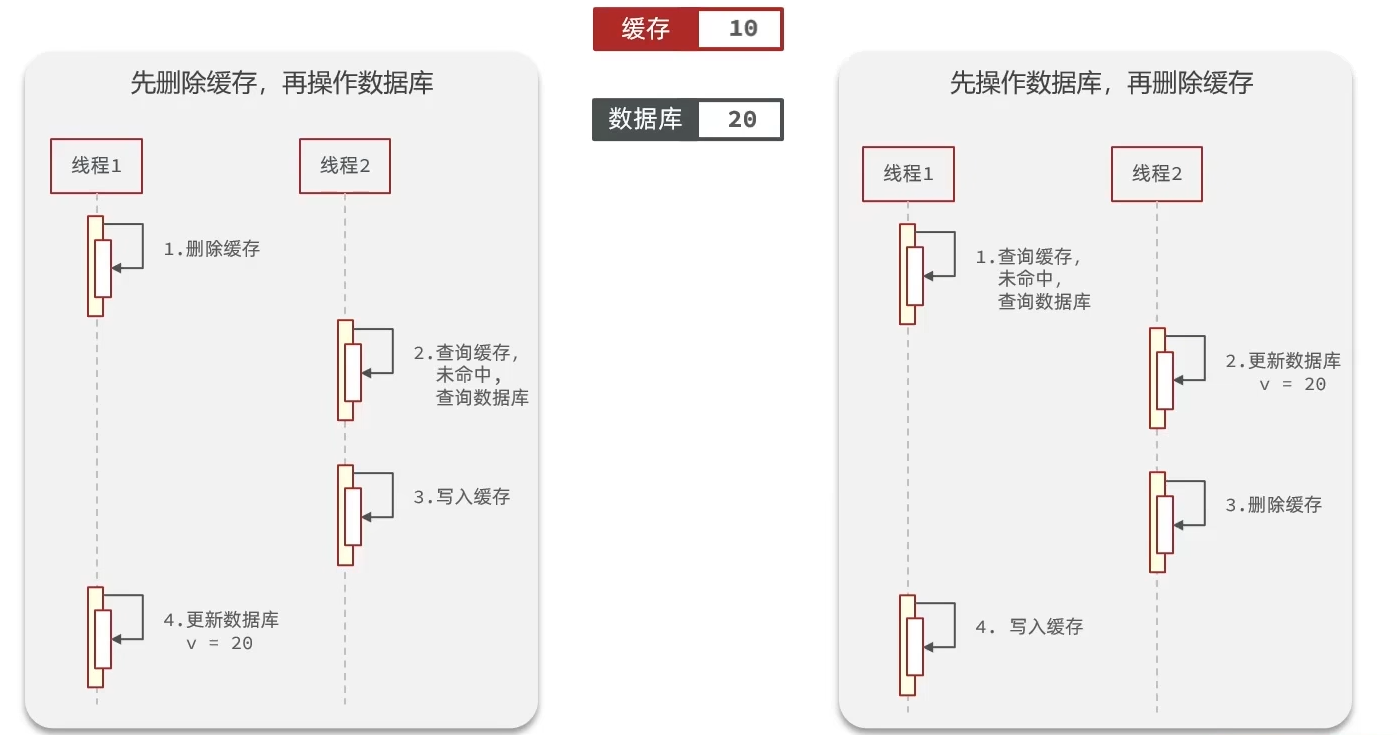 缓存 10
数据库 20
先删除缓存，再操作数据库
线程1
线程2
1.删除缓存
2.查询缓存，
未命中，
查询数据库
3.写入缓存
4.更新数据库
v = 20
先操作数据库，再删除缓存
线程1
线程2
1.查询缓存，
未命中，
查询数据库
2.更新数据库
v = 20
3.删除缓存
4. 写入缓存